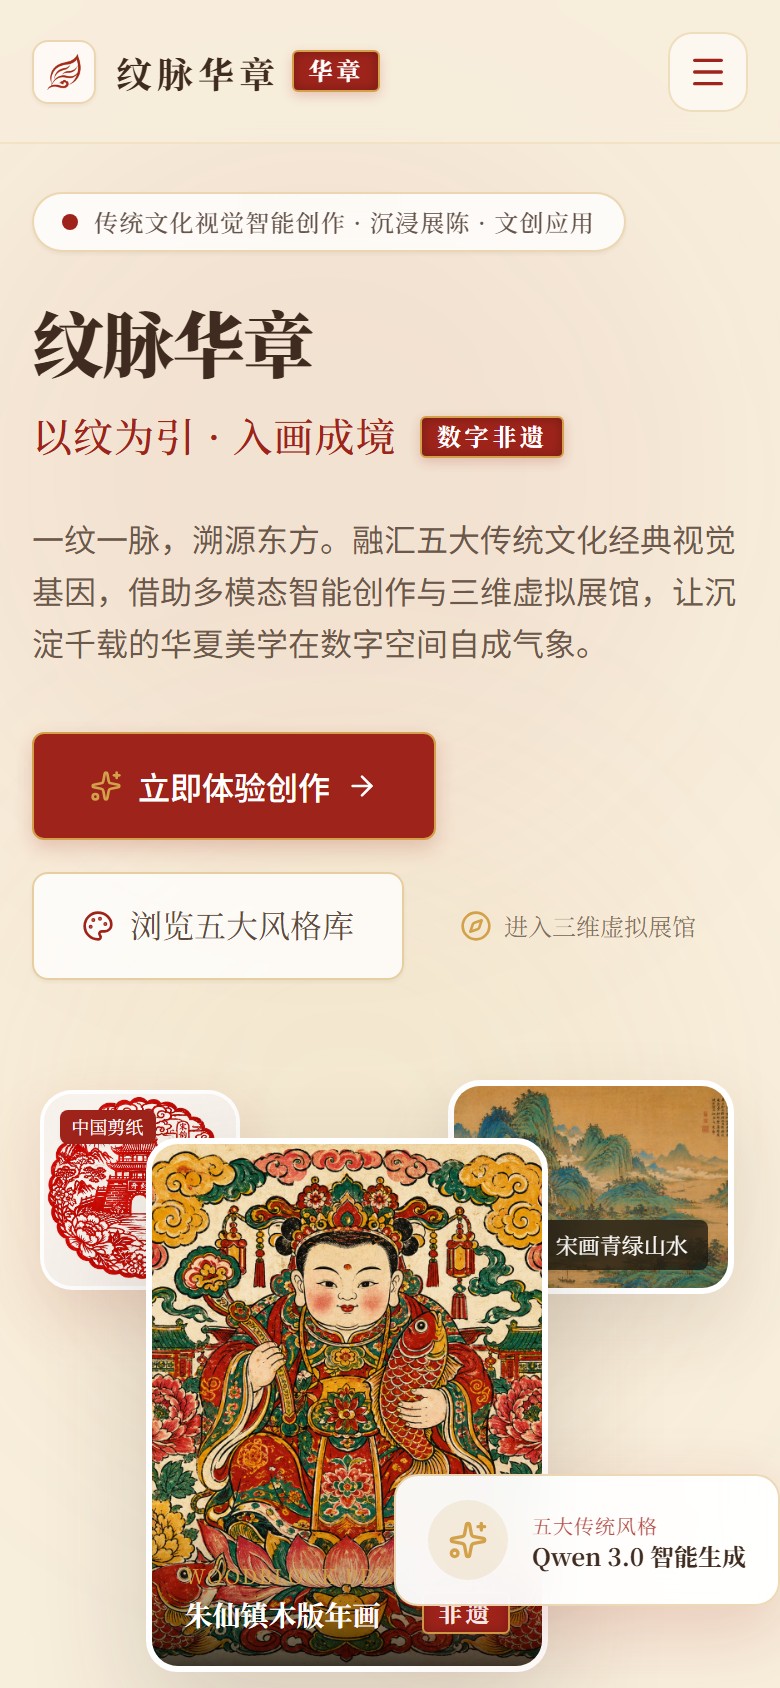 纹脉华章 华章
传统文化视觉智能创作 · 沉浸展陈 · 文创应用
纹脉华章
以纹为引 · 入画成境 数字非遗
一纹一脉，溯源东方。融汇五大传统文化经典视觉
基因，借助多模态智能创作与三维虚拟展馆，让沉
淀千载的华夏美学在数字空间自成气象。
立即体验创作
浏览五大风格库
进入三维虚拟展馆
中国剪纸
宋画青绿山水
五大传统风格
Qwen 3.0 智能生成
朱仙镇木版年画
非遗